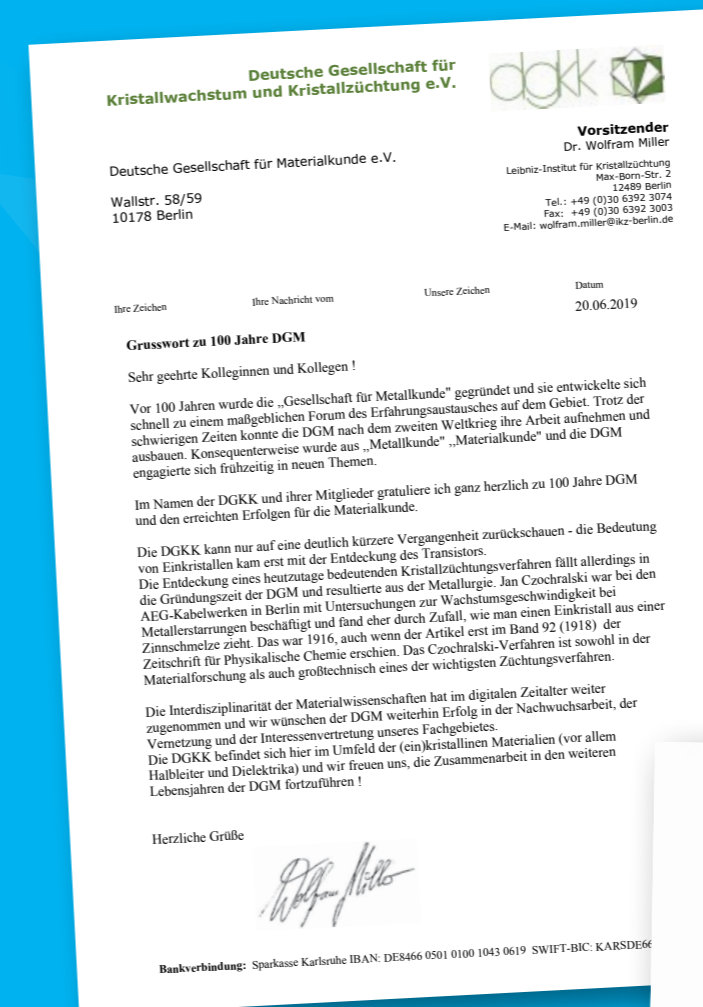 Deutsche Gesellschaft für
Kristallwachstum und Kristallzüchtung e.V.
dgkk
Vorsitzender
Dr. Wolfram Miller
Leibniz-Institut für Kristallzüchtung
Max-Born-Str. 2
12489 Berlin
Tel.: +49 (0)30 6392 3074
Fax: +49 (0)30 6392 3003
E-Mail: wolfram.miller@ikz-berlin.de
Deutsche Gesellschaft für Materialkunde e.V.
Wallstr. 58/59
10178 Berlin
Ihre Zeichen
Ihre Nachricht vom
Unsere Zeichen
Datum
20.06.2019
Grusswort zu 100 Jahre DGM
Sehr geehrte Kolleginnen und Kollegen !
Vor 100 Jahren wurde die „Gesellschaft für Metallkunde" gegründet und sie entwickelte sich
schnell zu einem maßgeblichen Forum des Erfahrungsaustausches auf dem Gebiet. Trotz der
schwierigen Zeiten konnte die DGM nach dem zweiten Weltkrieg ihre Arbeit aufnehmen und
ausbauen. Konsequenterweise wurde aus „Metallkunde" „Materialkunde" und die DGM
engagierte sich frühzeitig in neuen Themen.
Im Namen der DGKK und ihrer Mitglieder gratuliere ich ganz herzlich zu 100 Jahre DGM
und den erreichten Erfolgen für die Materialkunde.
Die DGKK kann nur auf eine deutlich kürzere Vergangenheit zurückschauen - die Bedeutung
von Einkristallen kam erst mit der Entdeckung des Transistors.
Die Entdeckung eines heutzutage bedeutenden Kristallzüchtungsverfahren fällt allerdings in
die Gründungszeit der DGM und resultierte aus der Metallurgie. Jan Czochralski war bei den
AEG-Kabelwerken in Berlin mit Untersuchungen zur Wachstumsgeschwindigkeit bei
Metallerstarrungen beschäftigt und fand eher durch Zufall, wie man einen Einkristall aus einer
Zinnschmelze zieht. Das war 1916, auch wenn der Artikel erst im Band 92 (1918) der
Zeitschrift für Physikalische Chemie erschien. Das Czochralski-Verfahren ist sowohl in der
Materialforschung als auch großtechnisch eines der wichtigsten Züchtungsverfahren.
Die Interdisziplinarität der Materialwissenschaften hat im digitalen Zeitalter weiter
zugenommen und wir wünschen der DGM weiterhin Erfolg in der Nachwuchsarbeit, der
Vernetzung und der Interessenvertretung unseres Fachgebietes.
Die DGKK befindet sich hier im Umfeld der (ein)kristallinen Materialien (vor allem
Halbleiter und Dielektrika) und wir freuen uns, die Zusammenarbeit in den weiteren
Lebensjahren der DGM fortzuführen !
Herzliche Grüße
Wolfram Miller
Bankverbindung: Sparkasse Karlsruhe IBAN: DE8466 0501 0100 1043 0619 SWIFT-BIC: KARSDE66